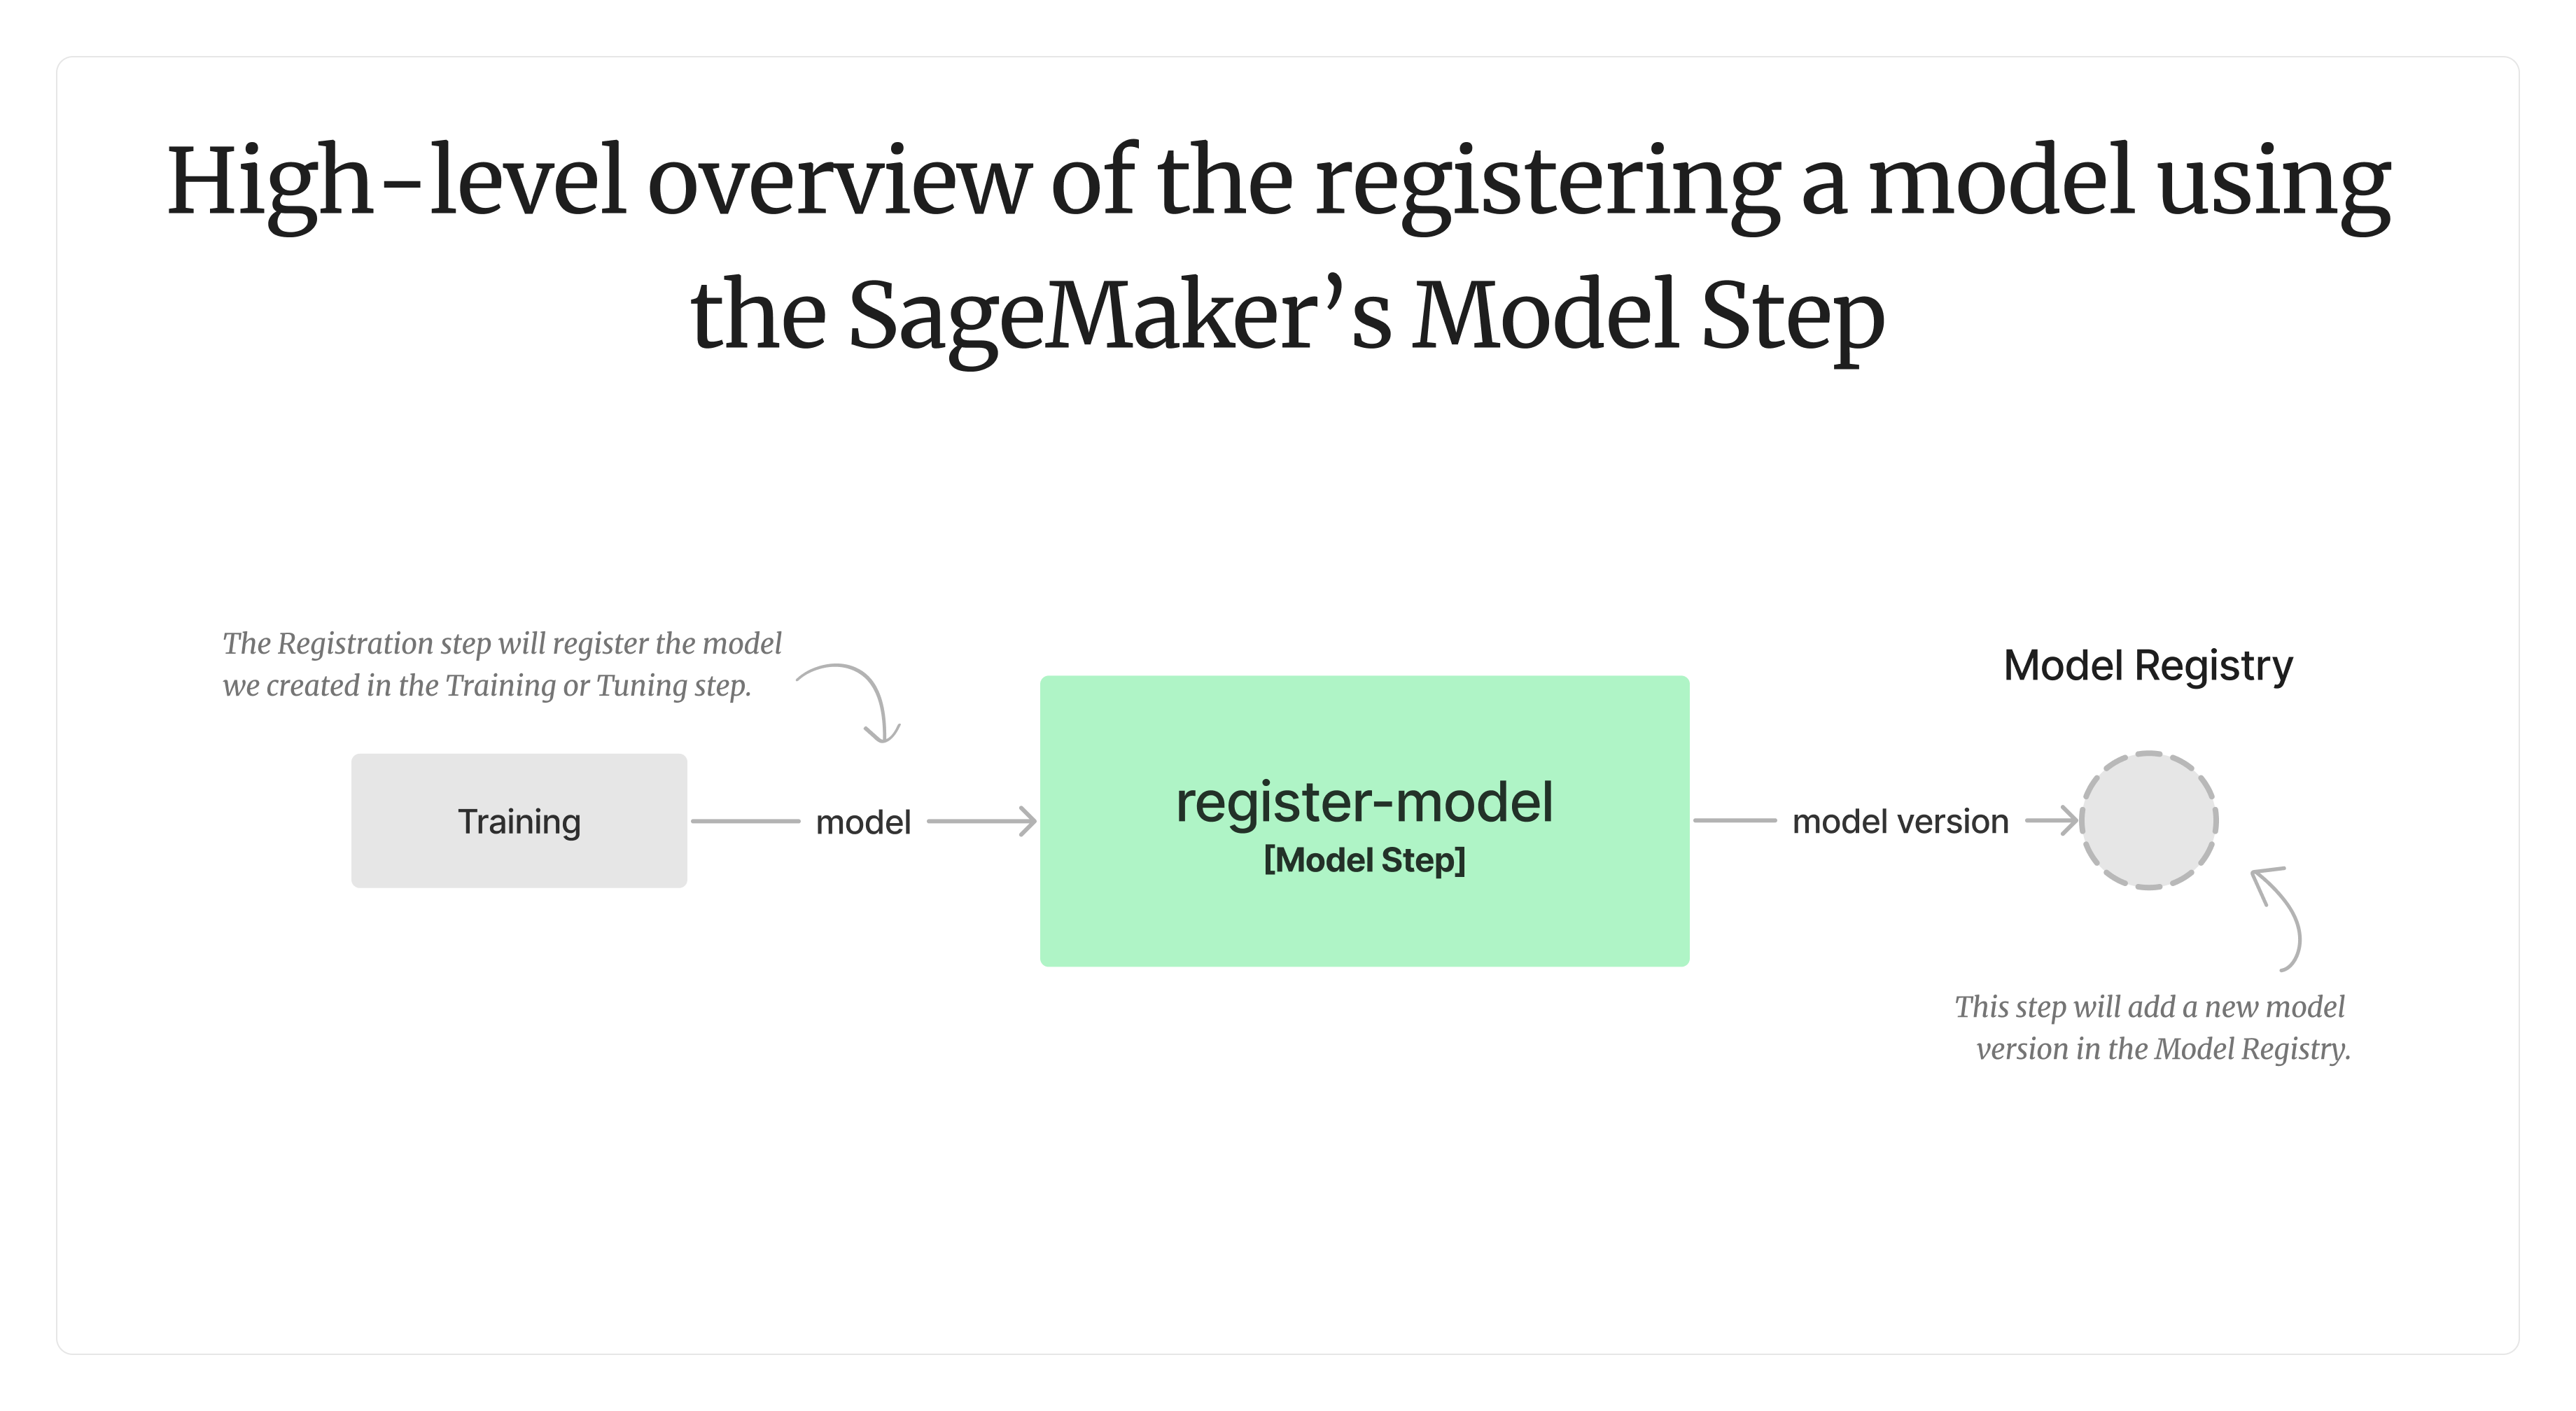 High-level overview of the registering a model using
the SageMaker’s Model Step
The Registration step will register the model
we created in the Training or Tuning step.
Training
model
register-model
[Model Step]
model version
Model Registry
This step will add a new model
version in the Model Registry.